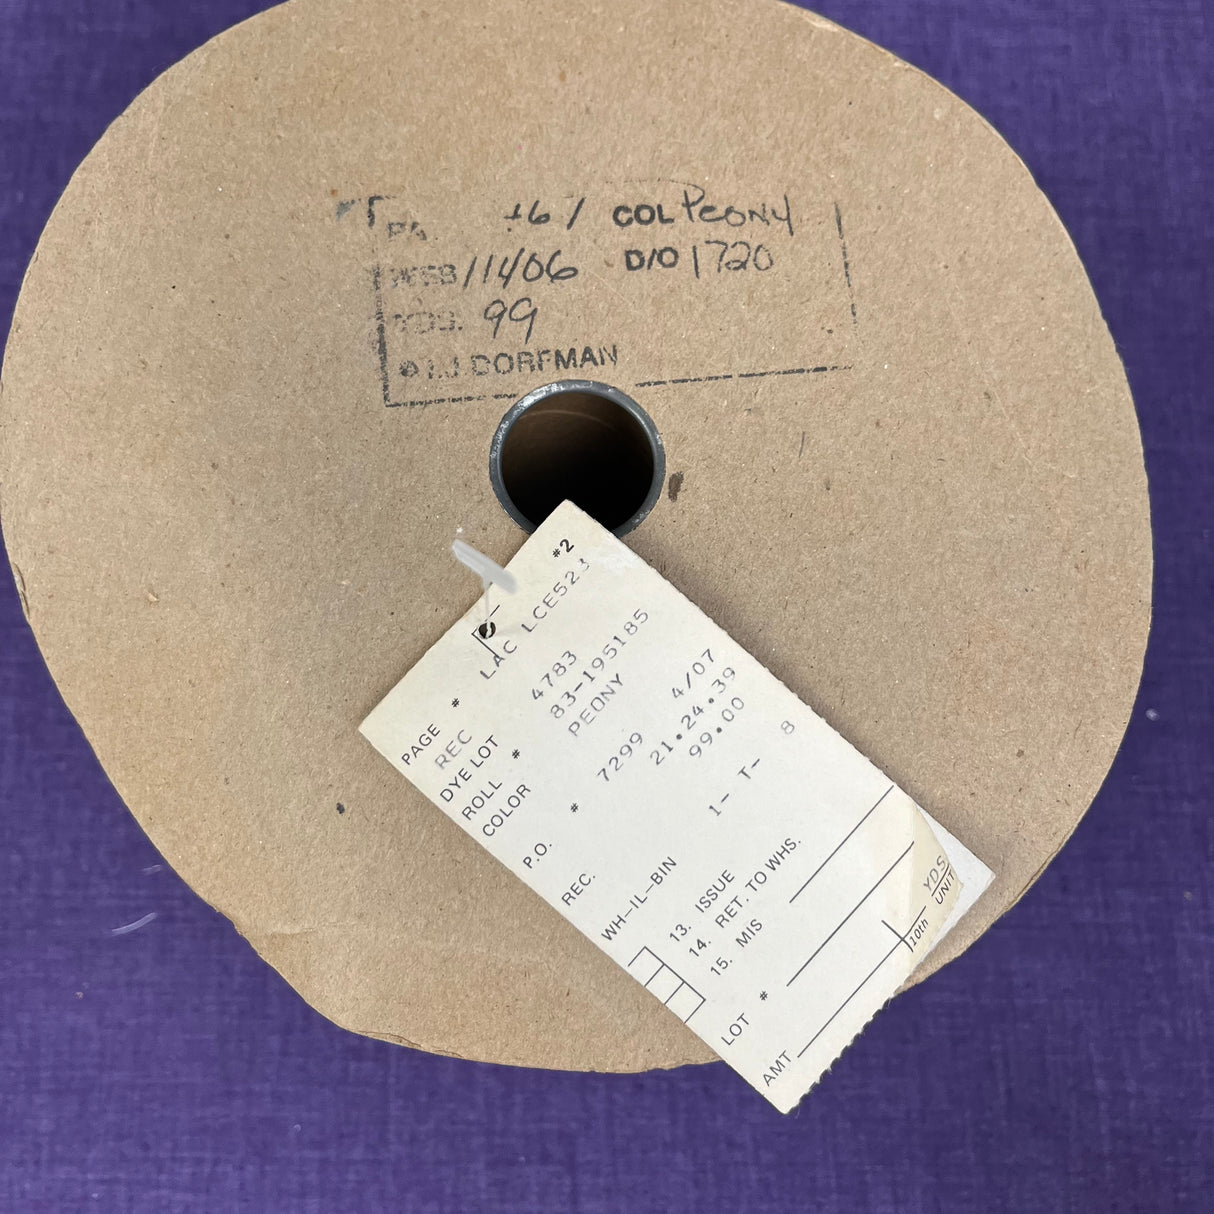 COL Peony
WEB 11406 D/O 1720
YDS. 99
I.J. DORFMAN
#2
LAC LCE523
PAGE # 4783
REC 83-195185
DYE LOT PEONY
ROLL #
COLOR 7299 4/07
21.24.39
P.O. # 99.00
REC. 1- T- 8
WH-IL-BIN
13. ISSUE
14. RET. TO WHS.
15. MIS
YDS
UNIT
10th
LOT #
AMT